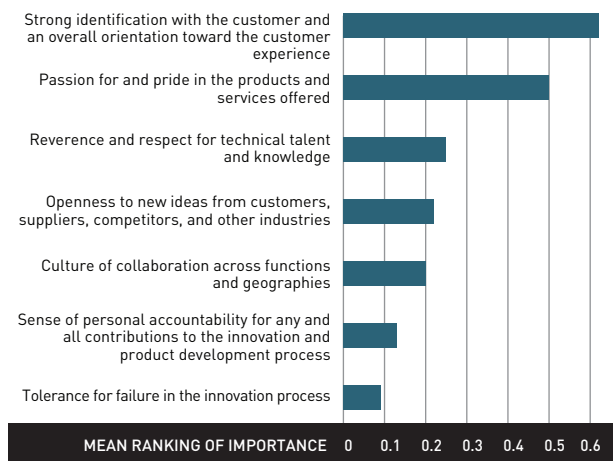 Strong identification with the customer and
an overall orientation toward the customer
experience
Passion for and pride in the products and
services offered
Reverence and respect for technical talent
and knowledge
Openness to new ideas from customers,
suppliers, competitors, and other industries
Culture of collaboration across functions
and geographies
Sense of personal accountability for any and
all contributions to the innovation and
product development process
Tolerance for failure in the innovation process
MEAN RANKING OF IMPORTANCE 0 0.1 0.2 0.3 0.4 0.5 0.6